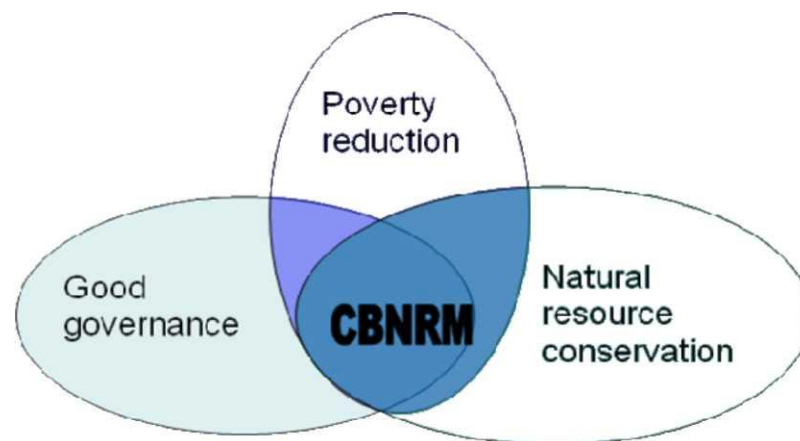 Poverty
reduction
Good
governance
CBNRM
Natural
resource
conservation